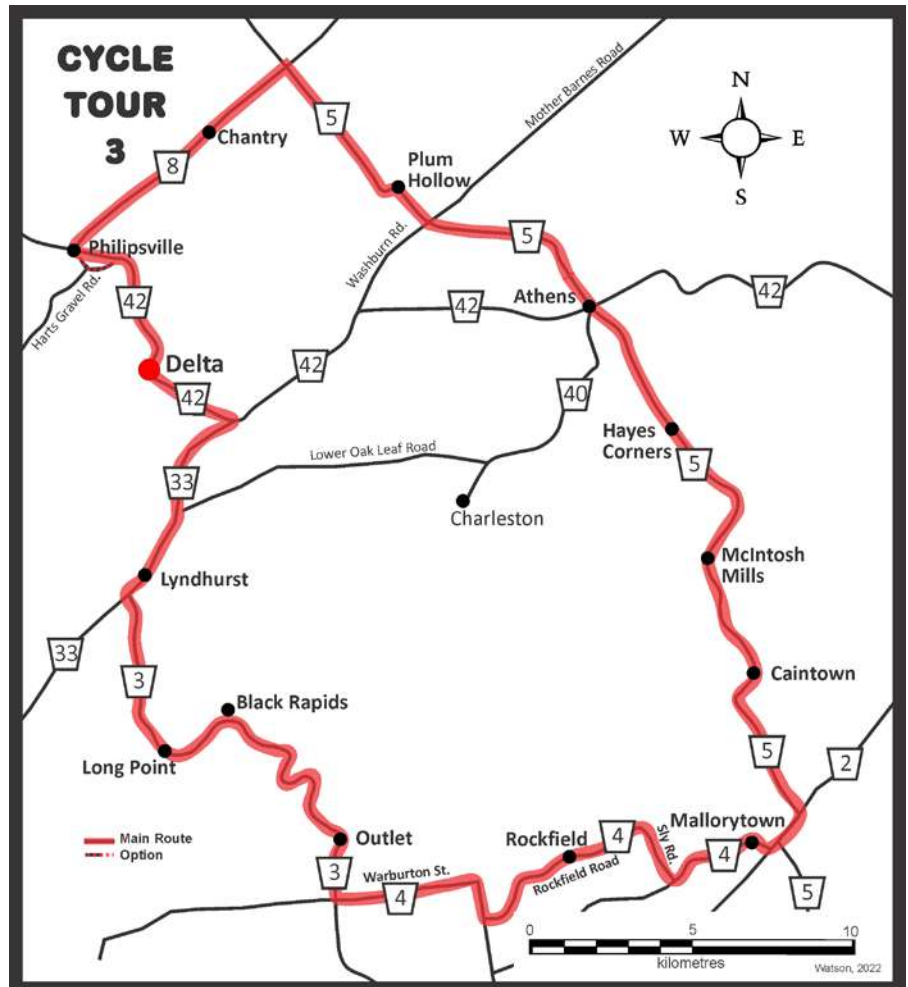 CYCLE
TOUR
3
Mother Barnes Road
N
W
E
S
5
Chantry
8
Plum
Hollow
5
Philipsville
Washburn Rd.
Harts Gravel Rd.
42
Athens
42
42
42
Delta
42
40
Hayes
Corners
5
Lower Oak Leaf Road
33
Charleston
McIntosh
Mills
Lyndhurst
33
3
Caintown
Black Rapids
5
2
Long Point
Main Route
Option
Outlet
Rockfield
4
Sly Rd.
Mallorytown
4
3
Warburton St.
4
Rockfield Road
5
0
5
10
kilometres
Watson, 2022